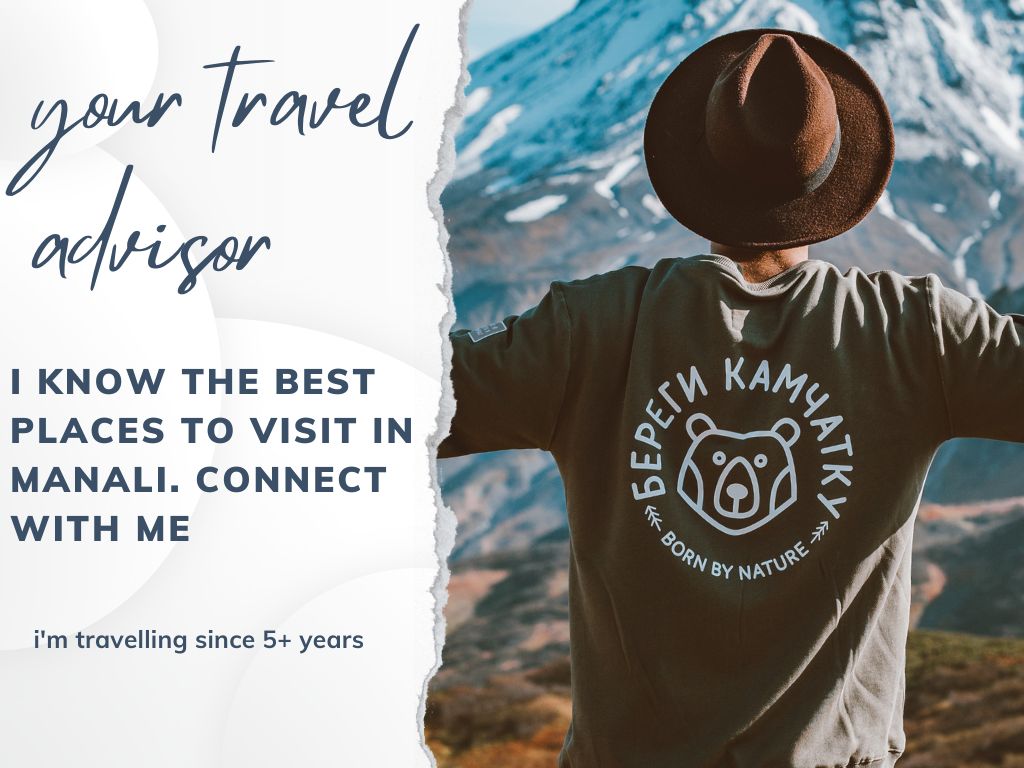 your travel
advisor
I KNOW THE BEST
PLACES TO VISIT IN
MANALI. CONNECT
WITH ME
i'm travelling since 5+ years
БЕРЕГИ КАМЧАТКУ
BORN BY NATURE